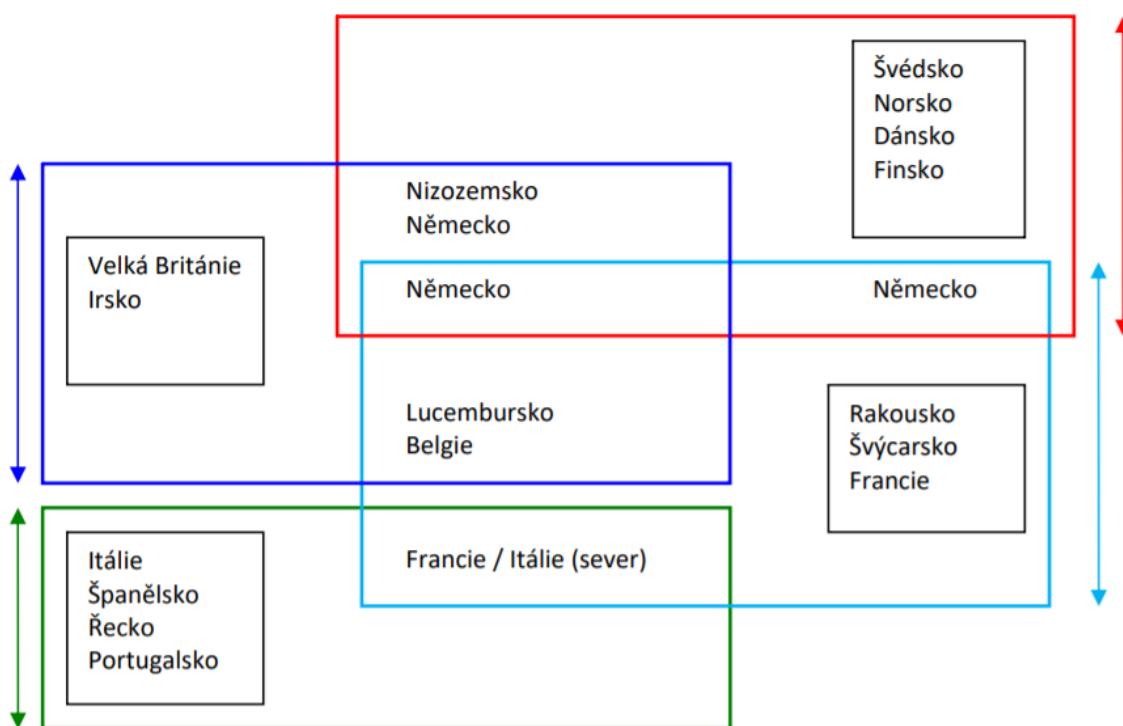 Švédsko
Norsko
Dánsko
Finsko
Nizozemsko
Německo
Velká Británie
Irsko
Německo
Německo
Lucembursko
Belgie
Rakousko
Švýcarsko
Francie
Itálie
Španělsko
Řecko
Portugalsko
Francie / Itálie (sever)